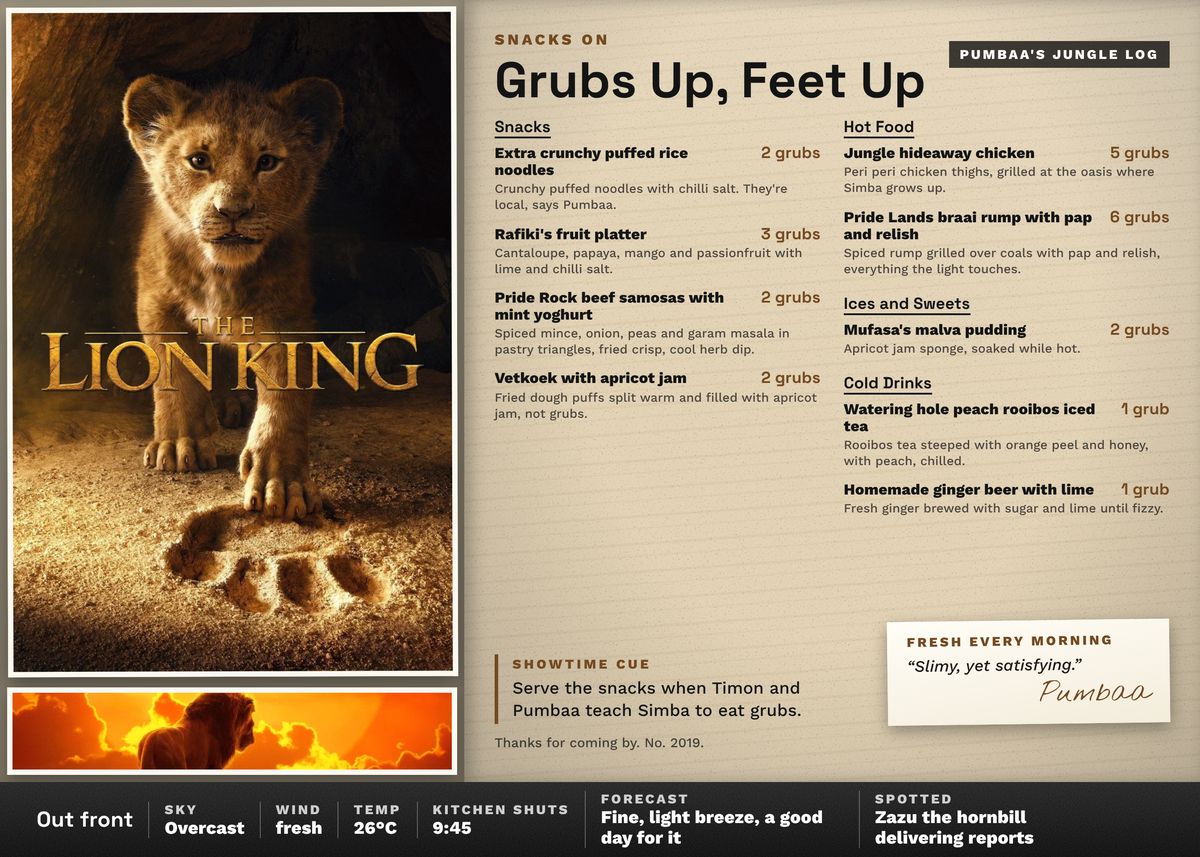 THE
LION KING
SNACKS ON
Grubs Up, Feet Up
PUMBAA'S JUNGLE LOG
Snacks
Extra crunchy puffed rice
noodles
2 grubs
Crunchy puffed noodles with chilli salt. They're
local, says Pumbaa.
Rafiki's fruit platter
3 grubs
Cantaloupe, papaya, mango and passionfruit with
lime and chilli salt.
Pride Rock beef samosas with
mint yoghurt
2 grubs
Spiced mince, onion, peas and garam masala in
pastry triangles, fried crisp, cool herb dip.
Vetkoek with apricot jam
2 grubs
Fried dough puffs split warm and filled with apricot
jam, not grubs.
Hot Food
Jungle hideaway chicken
5 grubs
Peri peri chicken thighs, grilled at the oasis where
Simba grows up.
Pride Lands braai rump with pap
and relish
6 grubs
Spiced rump grilled over coals with pap and relish,
everything the light touches.
Ices and Sweets
Mufasa's malva pudding
2 grubs
Apricot jam sponge, soaked while hot.
Cold Drinks
Watering hole peach rooibos iced
tea
1 grub
Rooibos tea steeped with orange peel and honey,
with peach, chilled.
Homemade ginger beer with lime
1 grub
Fresh ginger brewed with sugar and lime until fizzy.
SHOWTIME CUE
Serve the snacks when Timon and
Pumbaa teach Simba to eat grubs.
Thanks for coming by. No. 2019.
FRESH EVERY MORNING
“Slimy, yet satisfying.”
Pumbaa
Out front
SKY
Overcast
WIND
fresh
TEMP
26°C
KITCHEN SHUTS
9:45
FORECAST
Fine, light breeze, a good
day for it
SPOTTED
Zazu the hornbill
delivering reports